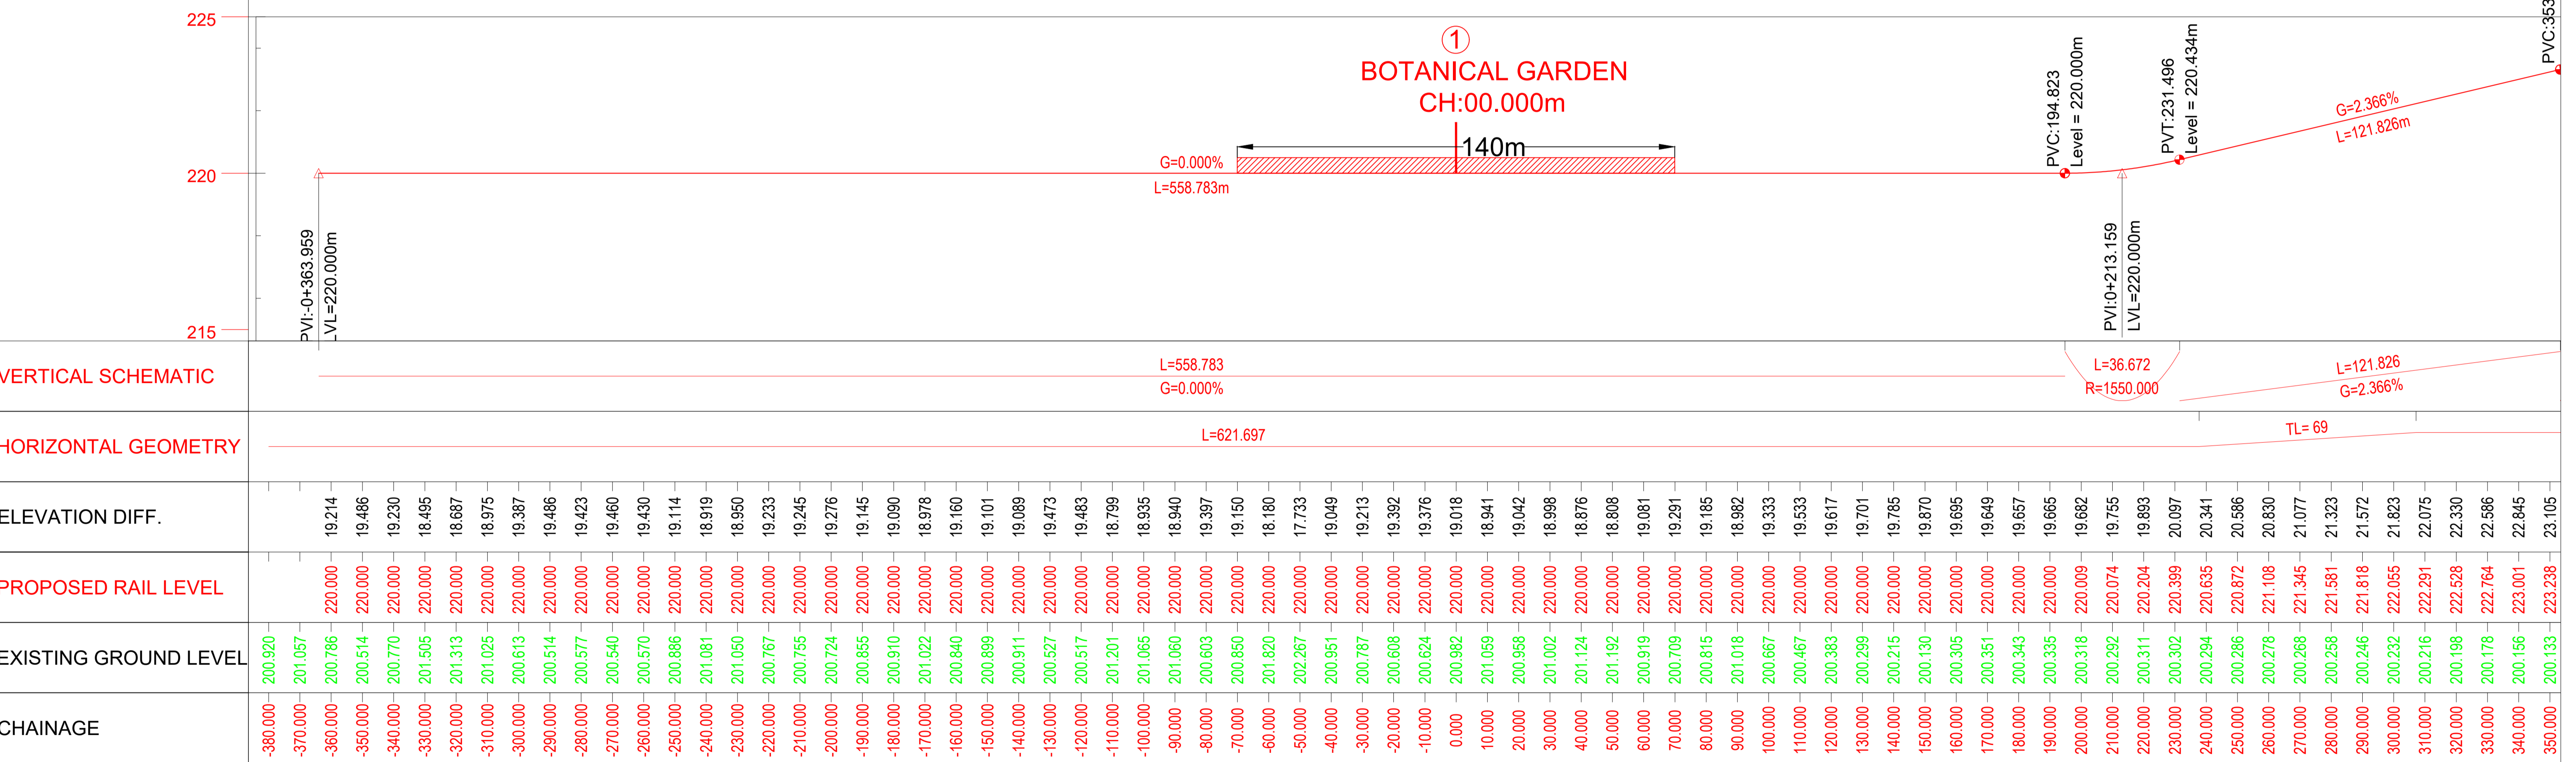 225
220
215
1
BOTANICAL GARDEN
CH:00.000m
140m
G=0.000%
L=558.783m
PVI:-0+363.959
LVL=220.000m
PVC:194.823
Level = 220.000m
PVT:231.496
Level = 220.434m
PVI:0+213.159
LVL=220.000m
G=2.366%
L=121.826m
PVC:353
VERTICAL SCHEMATIC
L=558.783
G=0.000%
L=36.672
R=1550.000
L=121.826
G=2.366%
HORIZONTAL GEOMETRY
L=621.697
TL= 69
ELEVATION DIFF.
19.214 19.486 19.230 18.495 18.687 18.975 19.387 19.486 19.423 19.460 19.430 19.114 18.919 18.950 19.233 19.245 19.276 19.145 19.090 18.978 19.160 19.101 19.089 19.473 19.483 18.799 18.935 18.940 19.397 19.150 18.180 17.733 19.049 19.213 19.392 19.376 19.018 18.941 19.042 18.998 18.876 18.808 19.081 19.291 19.185 18.982 19.333 19.533 19.617 19.701 19.785 19.870 19.695 19.649 19.657 19.665 19.682 19.755 19.893 20.097 20.341 20.586 20.830 21.077 21.323 21.572 21.823 22.075 22.330 22.586 22.845 23.105
PROPOSED RAIL LEVEL
220.000 220.000 220.000 220.000 220.000 220.000 220.000 220.000 220.000 220.000 220.000 220.000 220.000 220.000 220.000 220.000 220.000 220.000 220.000 220.000 220.000 220.000 220.000 220.000 220.000 220.000 220.000 220.000 220.000 220.000 220.000 220.000 220.000 220.000 220.000 220.000 220.000 220.000 220.000 220.000 220.000 220.000 220.000 220.000 220.000 220.000 220.000 220.000 220.000 220.000 220.000 220.000 220.000 220.000 220.000 220.000 220.009 220.074 220.204 220.399 220.635 220.872 221.108 221.345 221.581 221.818 222.055 222.291 222.528 222.764 223.001 223.238
EXISTING GROUND LEVEL
200.920 201.057 200.786 200.514 200.770 201.505 201.313 201.025 200.613 200.514 200.577 200.540 200.570 200.886 201.081 201.050 200.767 200.755 200.724 200.855 200.910 201.022 200.840 200.899 200.911 200.527 200.517 201.201 201.065 201.060 200.603 200.850 201.820 202.267 200.951 200.787 200.608 200.624 200.982 201.059 200.958 201.002 201.124 201.192 200.919 200.709 200.815 201.018 200.667 200.467 200.383 200.299 200.215 200.130 200.305 200.351 200.343 200.335 200.318 200.292 200.311 200.302 200.294 200.286 200.278 200.268 200.258 200.246 200.232 200.216 200.198 200.178 200.156 200.133
CHAINAGE
-380.000 -370.000 -360.000 -350.000 -340.000 -330.000 -320.000 -310.000 -300.000 -290.000 -280.000 -270.000 -260.000 -250.000 -240.000 -230.000 -220.000 -210.000 -200.000 -190.000 -180.000 -170.000 -160.000 -150.000 -140.000 -130.000 -120.000 -110.000 -100.000 -90.000 -80.000 -70.000 -60.000 -50.000 -40.000 -30.000 -20.000 -10.000 0.000 10.000 20.000 30.000 40.000 50.000 60.000 70.000 80.000 90.000 100.000 110.000 120.000 130.000 140.000 150.000 160.000 170.000 180.000 190.000 200.000 210.000 220.000 230.000 240.000 250.000 260.000 270.000 280.000 290.000 300.000 310.000 320.000 330.000 340.000 350.000